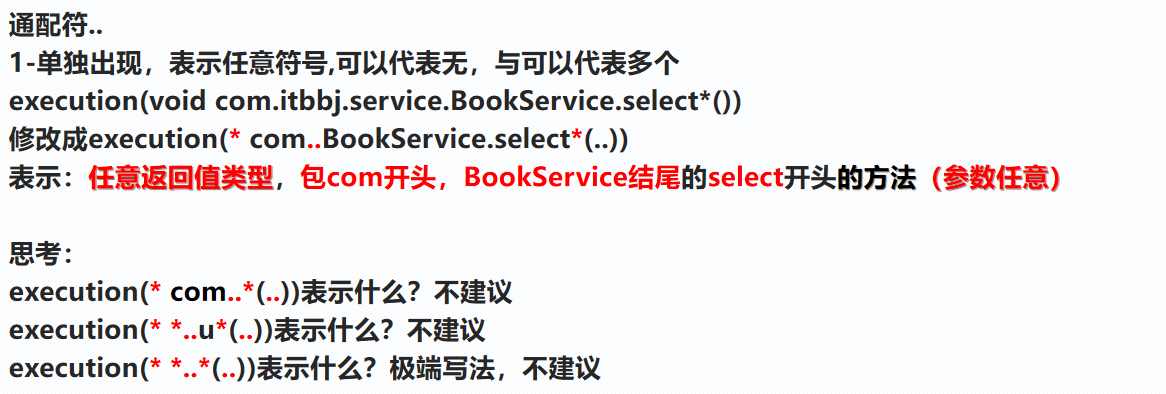 通配符..
1-单独出现，表示任意符号,可以代表无，与可以代表多个
execution(void com.itbbj.service.BookService.select*())
修改成execution(* com..BookService.select*(..))
表示：任意返回值类型，包com开头，BookService结尾的select开头的方法（参数任意）
思考：
execution(* com..*(..))表示什么？不建议
execution(* *..u*(..))表示什么？不建议
execution(* *..*(..))表示什么？极端写法，不建议